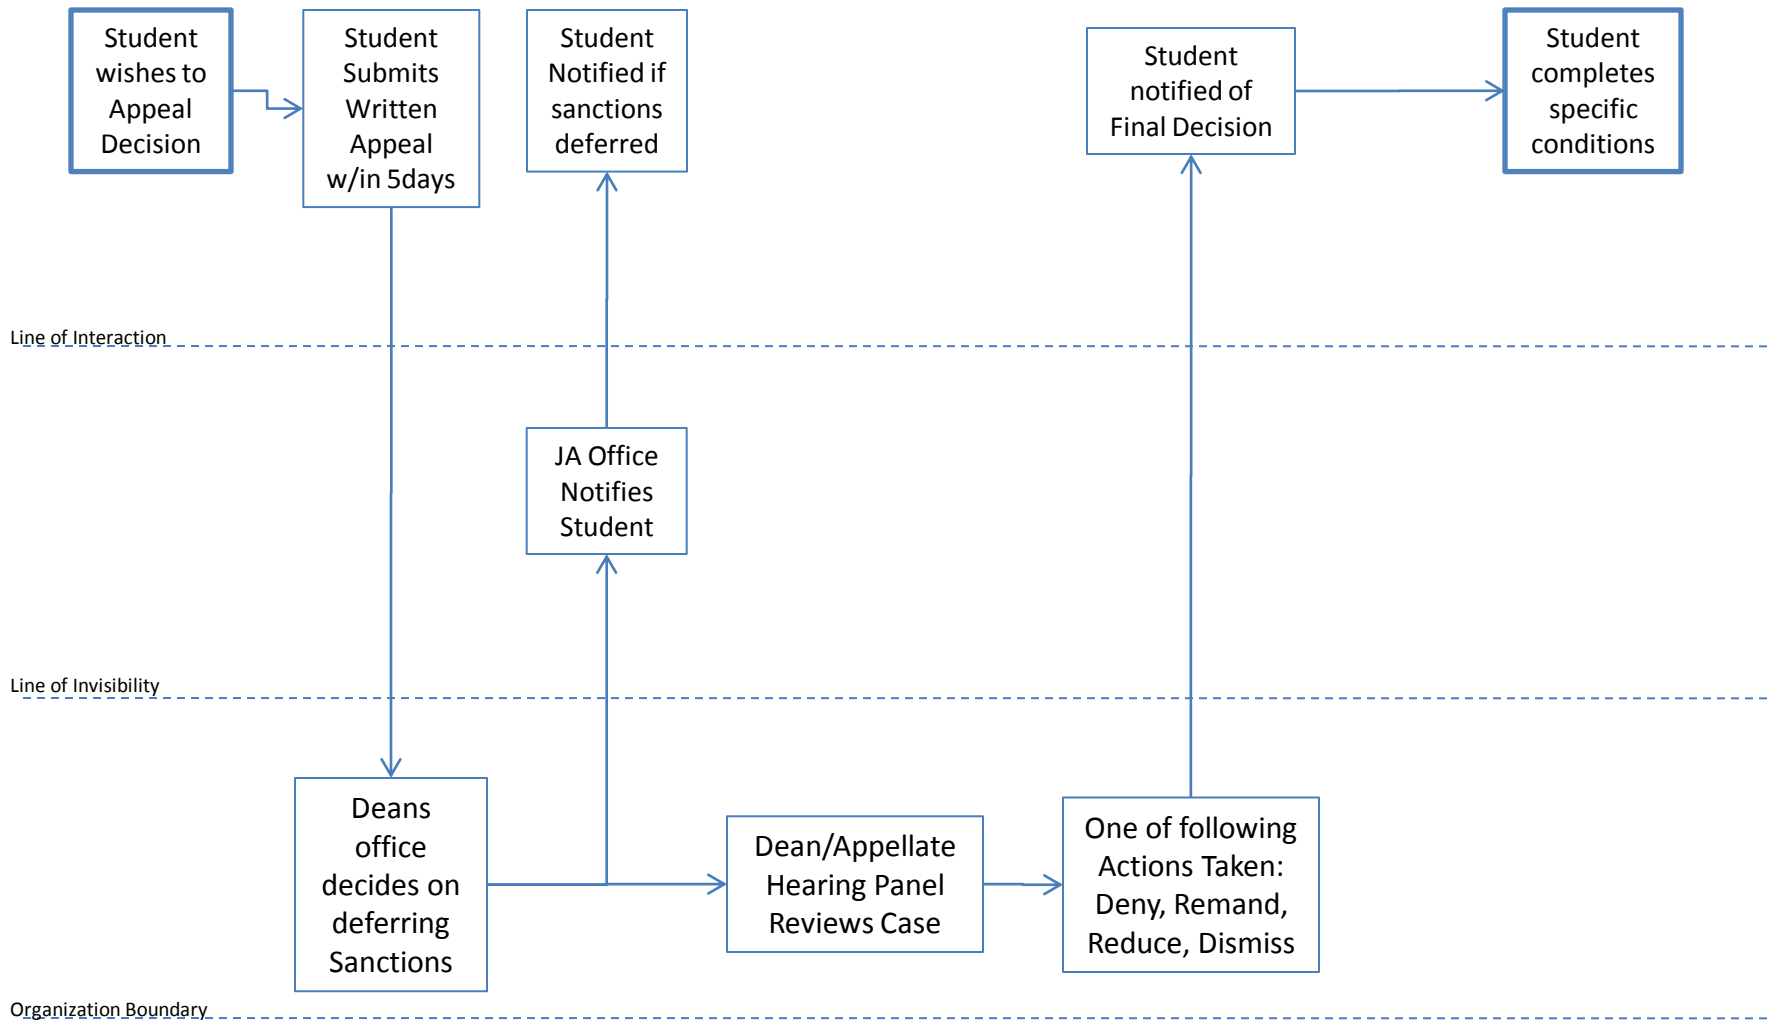 Student
wishes to
Appeal
Decision
Student
Submits
Written
Appeal
w/in 5days
Student
Notified if
sanctions
deferred
Student
notified of
Final Decision
Student
completes
specific
conditions
Line of Interaction
JA Office
Notifies
Student
Line of Invisibility
Deans
office
decides on
deferring
Sanctions
Dean/Appellate
Hearing Panel
Reviews Case
One of following
Actions Taken:
Deny, Remand,
Reduce, Dismiss
Organization Boundary